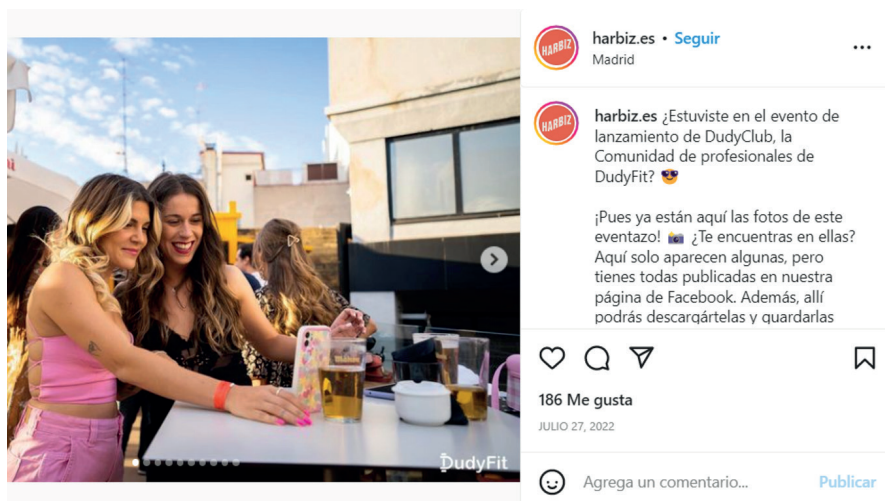 harbiz.es • Seguir
Madrid
HARBIZ
HARBIZ
harbiz.es ¿Estuviste en el evento de
lanzamiento de DudyClub, la
Comunidad de profesionales de
DudyFit? 😎
¡Pues ya están aquí las fotos de este
eventazo! 📸 ¿Te encuentras en ellas?
Aquí solo aparecen algunas, pero
tienes todas publicadas en nuestra
página de Facebook. Además, allí
podrás descargártelas y guardarlas
186 Me gusta
JULIO 27, 2022
Agrega un comentario... Publicar
DudyFit